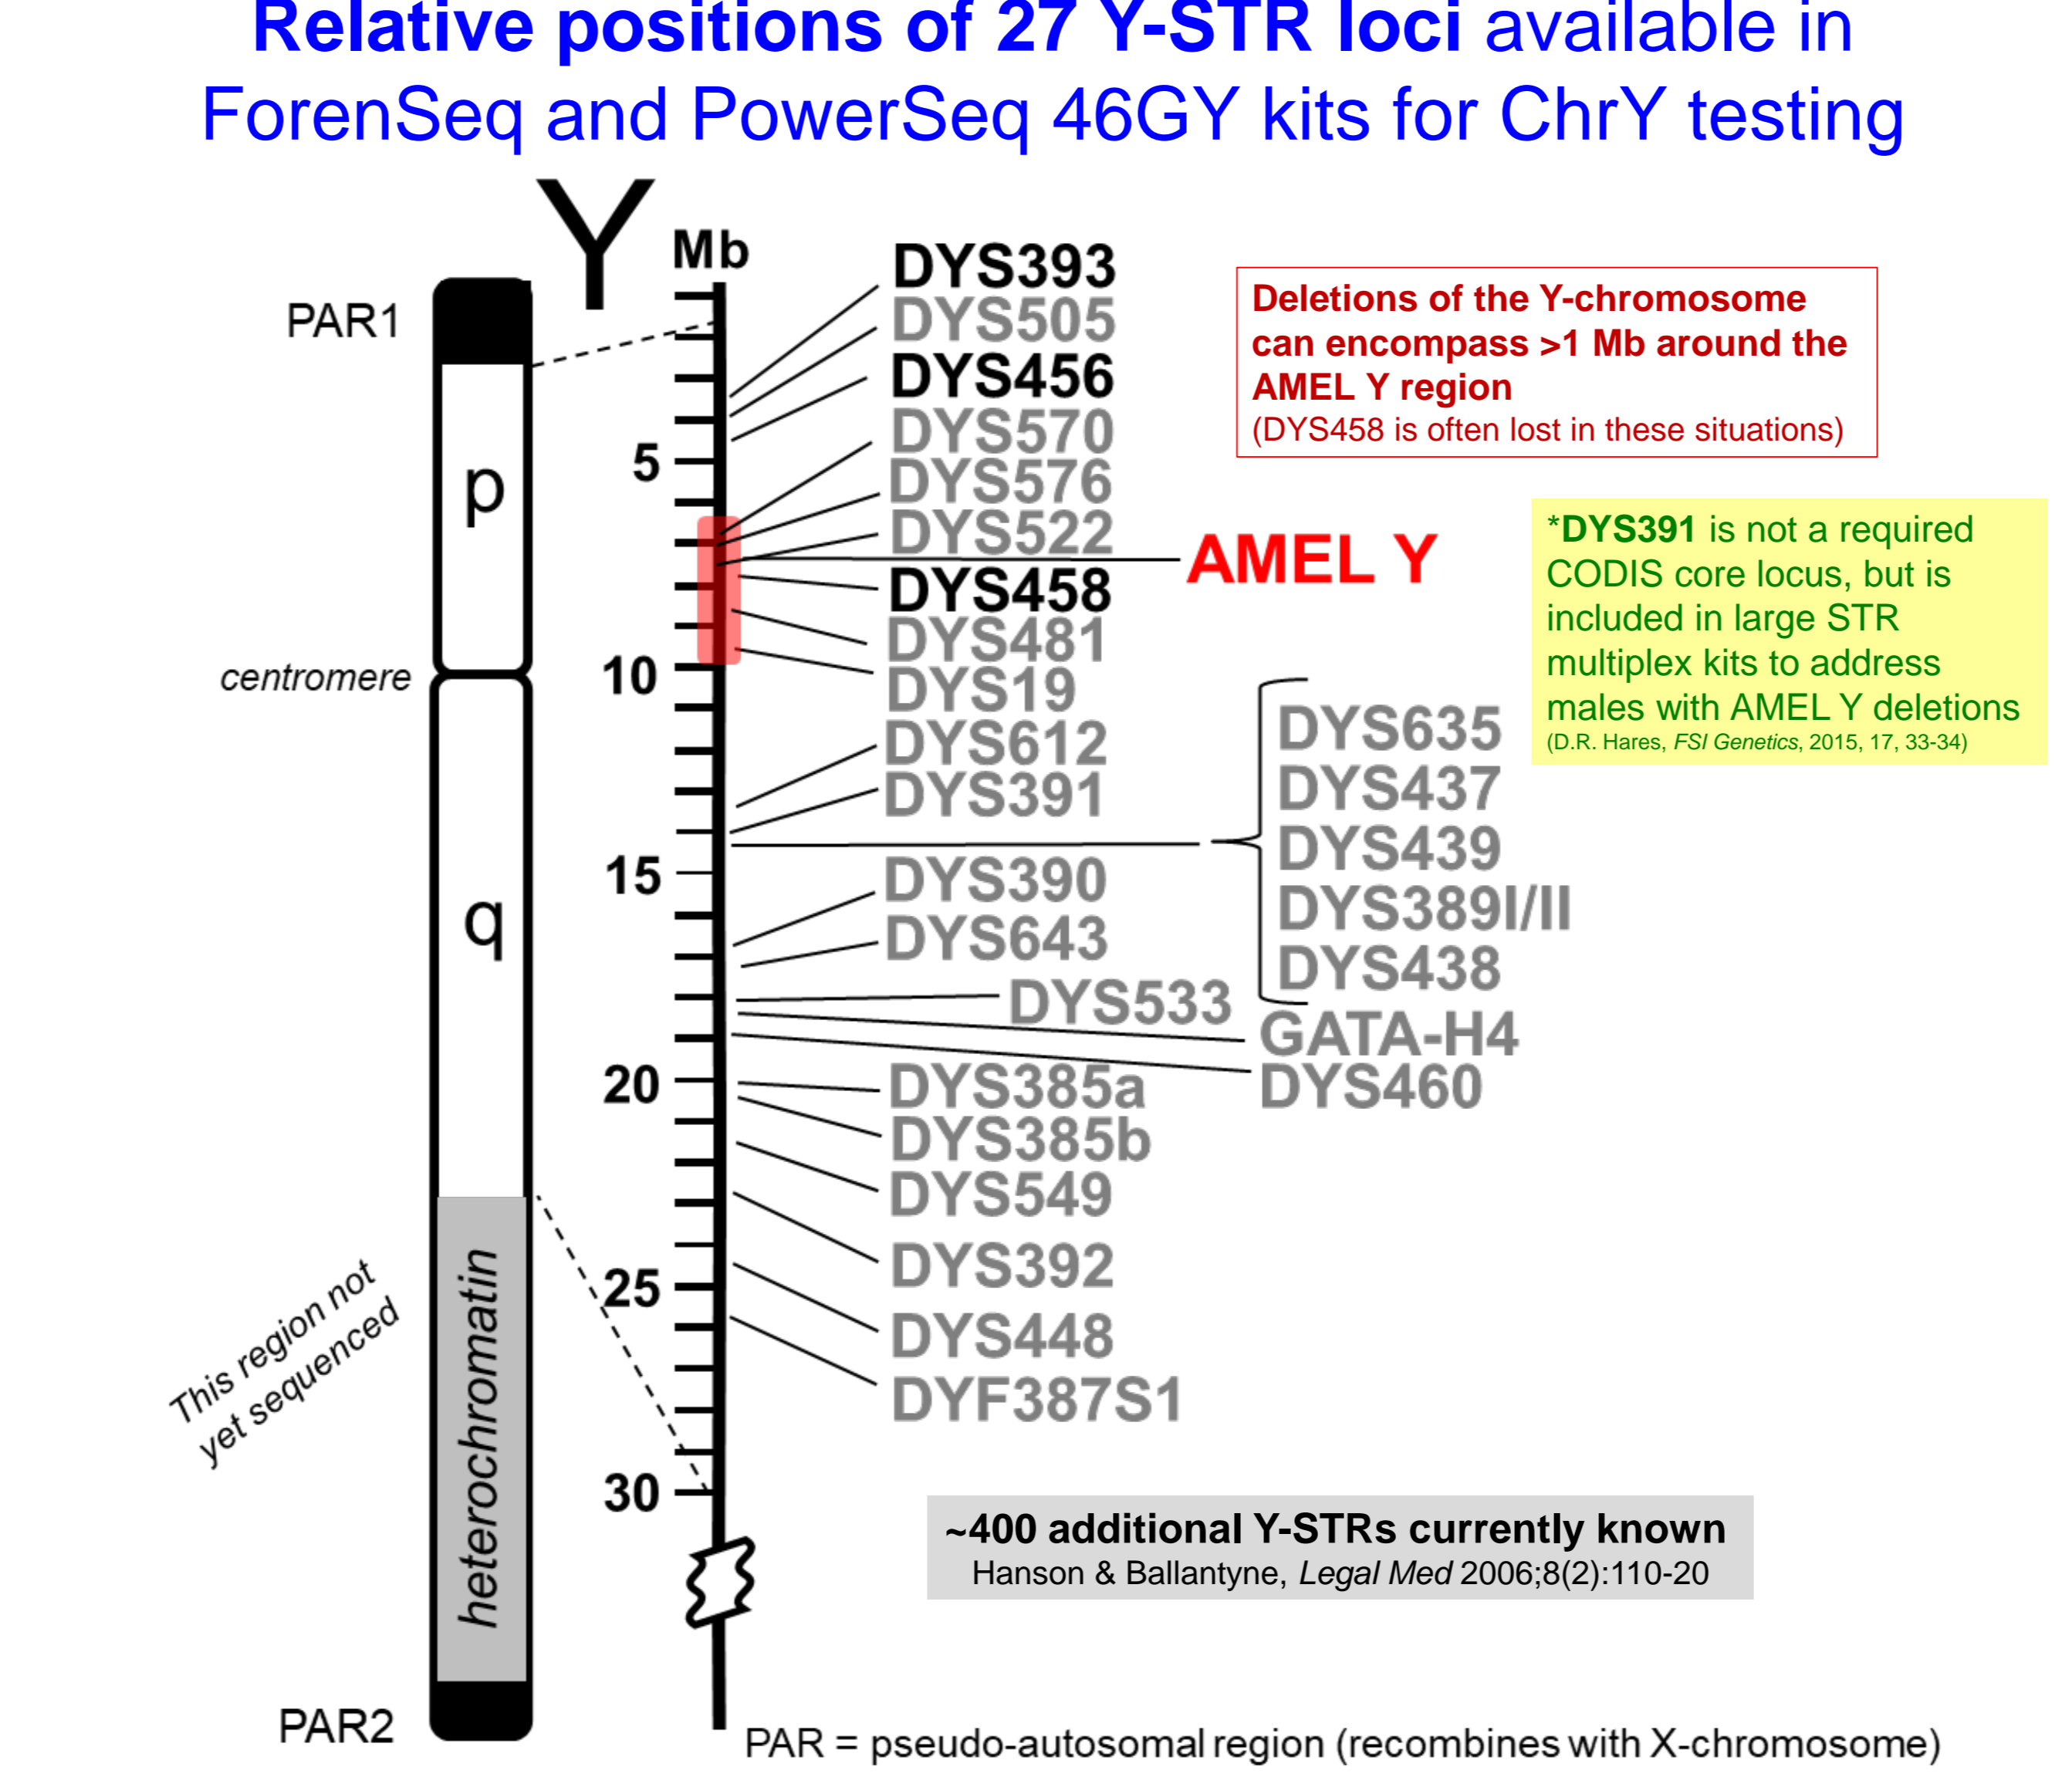 Relative positions of 27 Y-STR loci available in
ForenSeq and PowerSeq 46GY kits for ChrY testing
Y
Mb
PAR1
p
centromere
q
heterochromatin
This region not
yet sequenced
PAR2
5
10
15
20
25
30
DYS393
DYS505
DYS456
DYS570
DYS576
DYS522
AMEL Y
DYS458
DYS481
DYS19
DYS612
DYS391
DYS635
DYS437
DYS439
DYS389I/II
DYS438
DYS390
DYS643
DYS533
GATA-H4
DYS460
DYS385a
DYS385b
DYS549
DYS392
DYS448
DYF387S1
Deletions of the Y-chromosome
can encompass >1 Mb around the
AMEL Y region
(DYS458 is often lost in these situations)
*DYS391 is not a required
CODIS core locus, but is
included in large STR
multiplex kits to address
males with AMEL Y deletions
(D.R. Hares, FSI Genetics, 2015, 17, 33-34)
~400 additional Y-STRs currently known
Hanson & Ballantyne, Legal Med 2006;8(2):110-20
PAR = pseudo-autosomal region (recombines with X-chromosome)